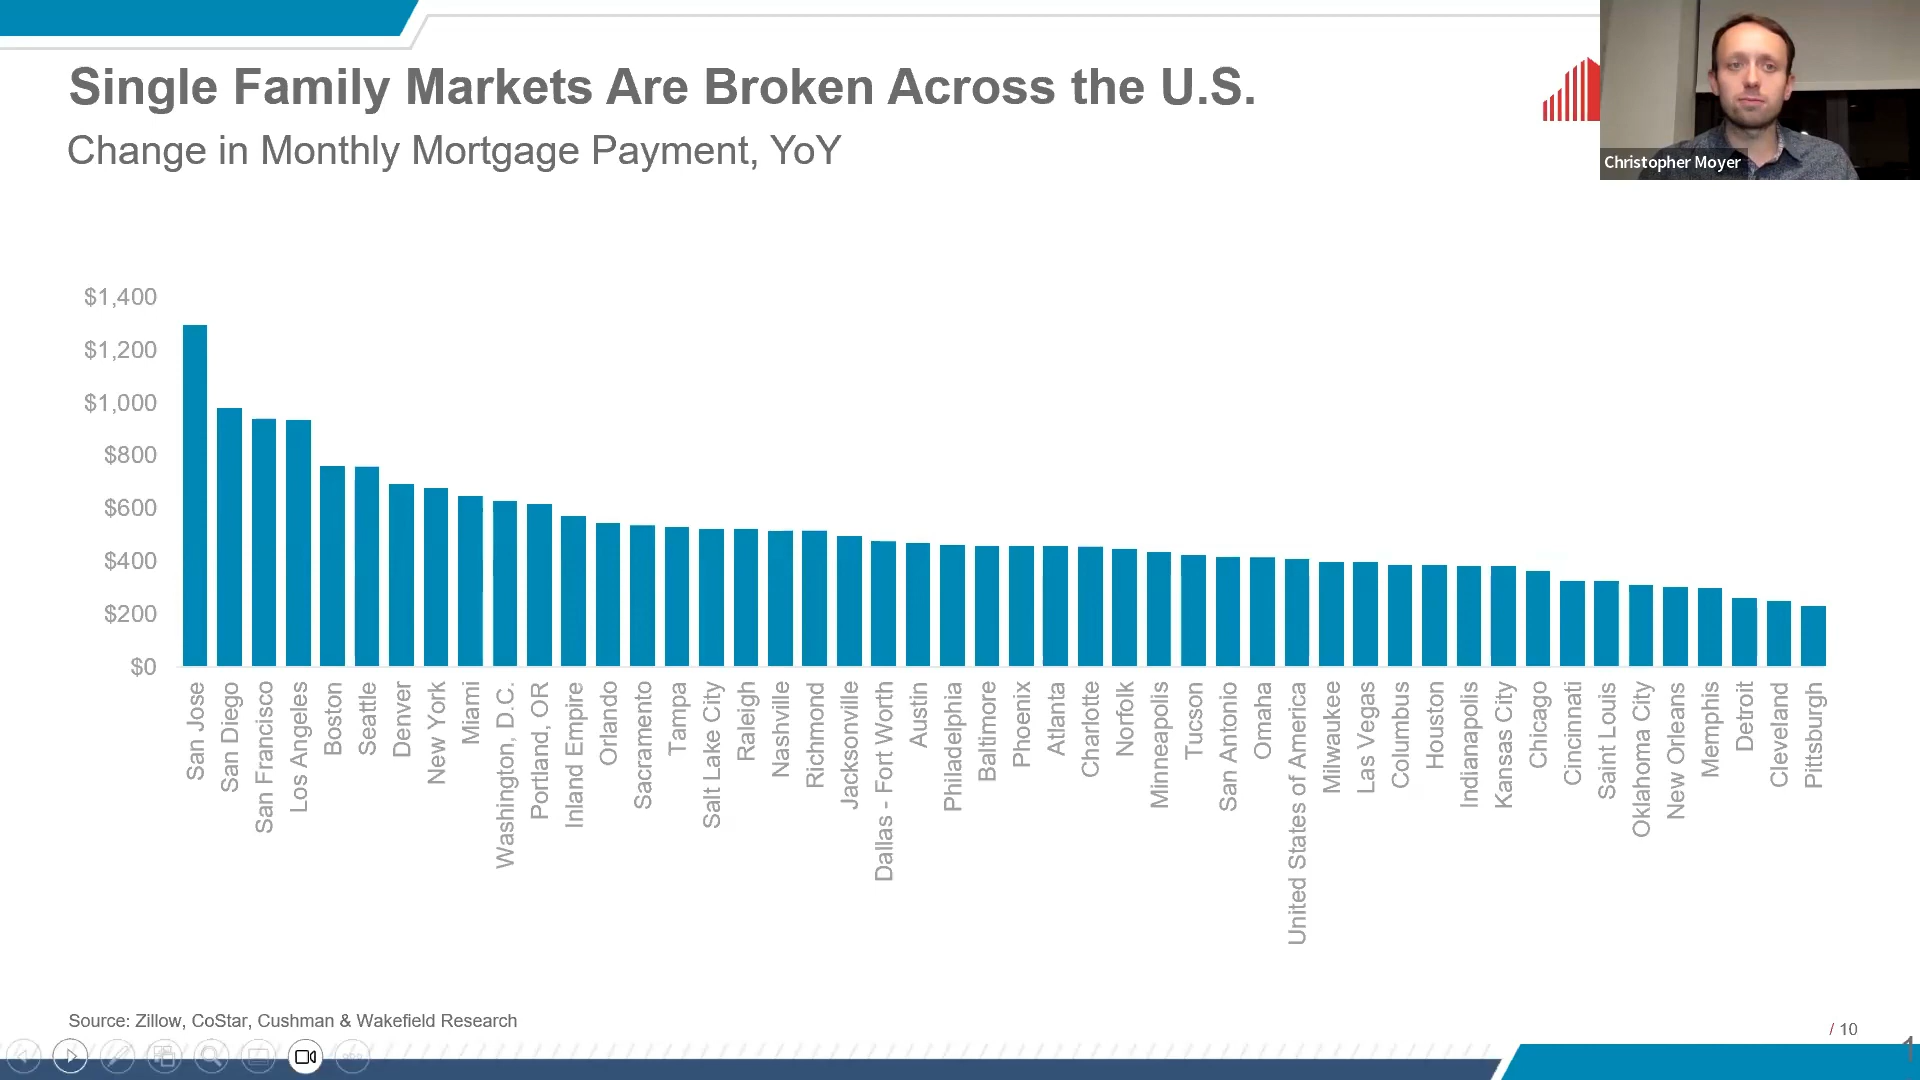 Single Family Markets Are Broken Across the U.S.
Change in Monthly Mortgage Payment, YoY
Christopher Moyer
$1,400
$1,200
$1,000
$800
$600
$400
$200
$0
San Jose
San Diego
San Francisco
Los Angeles
Boston
Seattle
Denver
New York
Miami
Washington, D.C.
Portland, OR
Inland Empire
Orlando
Sacramento
Tampa
Salt Lake City
Raleigh
Nashville
Richmond
Jacksonville
Dallas - Fort Worth
Austin
Philadelphia
Baltimore
Phoenix
Atlanta
Charlotte
Norfolk
Minneapolis
Tucson
San Antonio
Omaha
United States of America
Milwaukee
Las Vegas
Columbus
Houston
Indianapolis
Kansas City
Chicago
Cincinnati
Saint Louis
Oklahoma City
New Orleans
Memphis
Detroit
Cleveland
Pittsburgh
Source: Zillow, CoStar, Cushman & Wakefield Research
/ 10
1